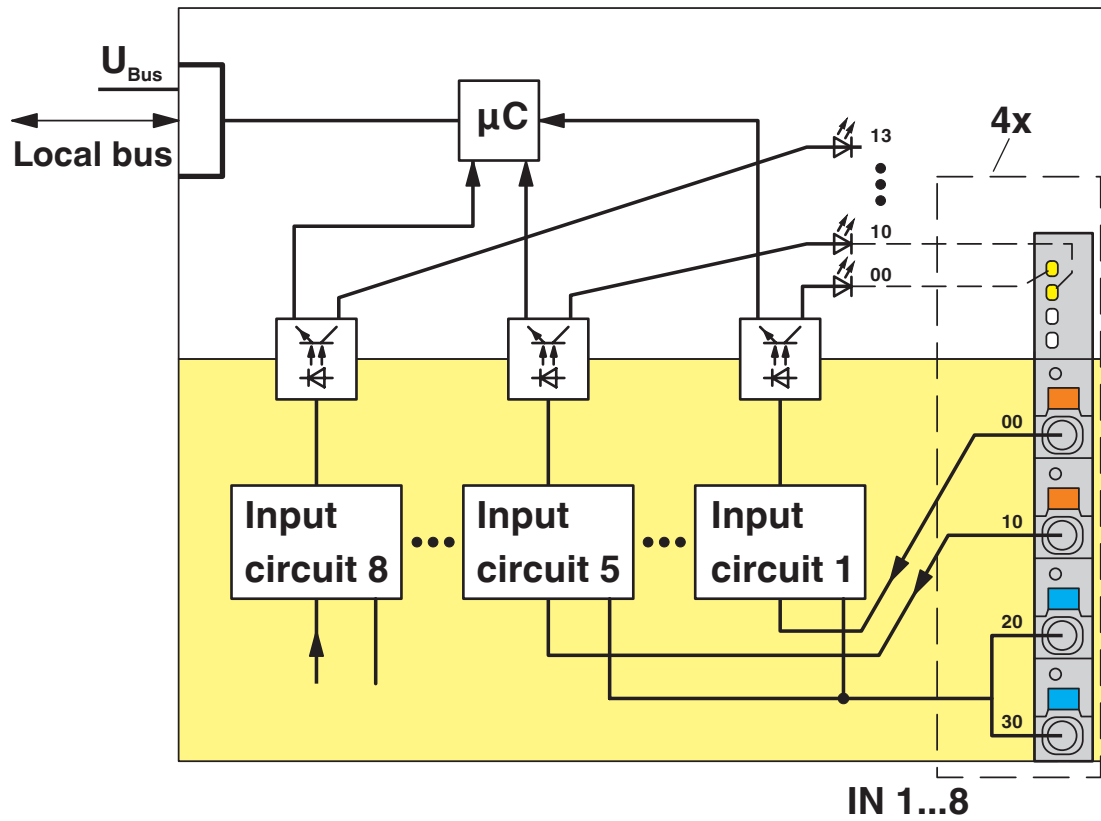 U Bus
Local bus
µC
13
10
00
4x
00
10
20
30
Input
circuit 8
Input
circuit 5
Input
circuit 1
IN 1...8